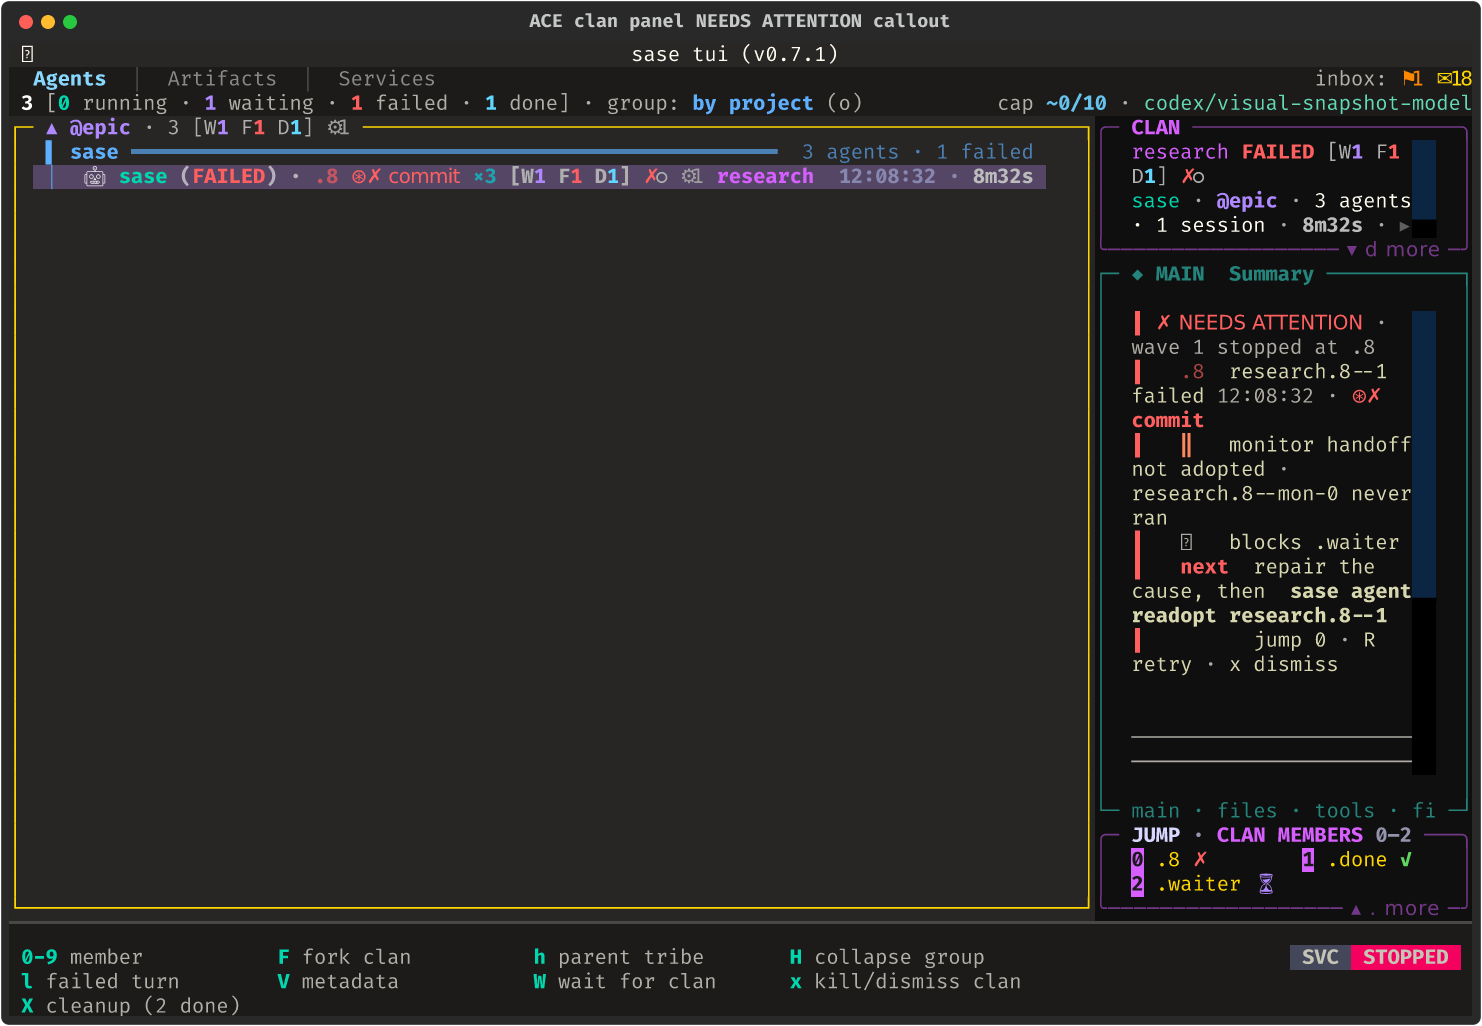 ACE clan panel NEEDS ATTENTION callout
sase tui (v0.7.1)
Agents │ Artifacts │ Services
inbox: ⚑1 ✉18
3 [0 running · 1 waiting · 1 failed · 1 done] · group: by project (o)
cap ~0/10 · codex/visual-snapshot-model
▲ @epic · 3 [W1 F1 D1] ⚙1
sase
3 agents · 1 failed
🤖 sase (FAILED) · .8 ⊛✗ commit ×3 [W1 F1 D1] ✗○ ⚙1 research 12:08:32 · 8m32s
CLAN
research FAILED [W1 F1
D1] ✗○
sase · @epic · 3 agents
· 1 session · 8m32s · ▶
▼ d more
◆ MAIN Summary
✗ NEEDS ATTENTION ·
wave 1 stopped at .8
.8 research.8--1
failed 12:08:32 · ⊛✗
commit
‖ monitor handoff
not adopted ·
research.8--mon-0 never
ran
blocks .waiter
next repair the
cause, then sase agent
readopt research.8--1
jump 0 · R
retry · x dismiss
main · files · tools · fi
JUMP · CLAN MEMBERS 0–2
0 .8 ✗ 1 .done ✓
2 .waiter ⏳
▲ . more
0-9 member F fork clan h parent tribe H collapse group
l failed turn V metadata W wait for clan x kill/dismiss clan
X cleanup (2 done)
SVC STOPPED